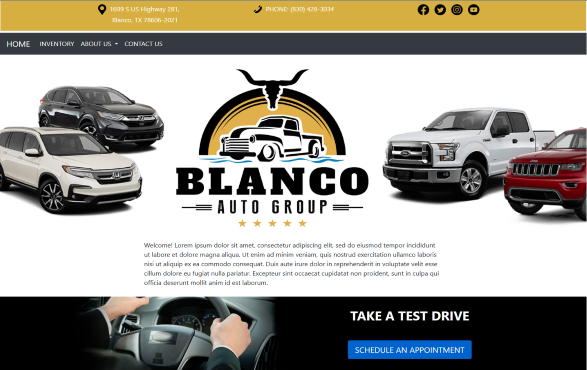 1699 S US Highway 281,
Blanco, TX 78606-2021
PHONE: (830) 428-3034
HOME INVENTORY ABOUT US CONTACT US
BLANCO
AUTO GROUP
Welcome! Lorem ipsum dolor sit amet, consectetur adipiscing elit, sed do eiusmod tempor incididunt
ut labore et dolore magna aliqua. Ut enim ad minim veniam, quis nostrud exercitation ullamco laboris
nisi ut aliquip ex ea commodo consequat. Duis aute irure dolor in reprehenderit in voluptate velit esse
cillum dolore eu fugiat nulla pariatur. Excepteur sint occaecat cupidatat non proident, sunt in culpa qui
officia deserunt mollit anim id est laborum.
TAKE A TEST DRIVE
SCHEDULE AN APPOINTMENT